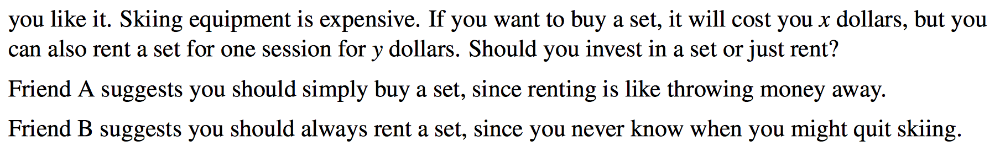 you like it. Skiing equipment is expensive. If you want to buy a set, it will cost you x dollars, but you
can also rent a set for one session for y dollars. Should you invest in a set or just rent?
Friend A suggests you should simply buy a set, since renting is like throwing money away.
Friend B suggests you should always rent a set, since you never know when you might quit skiing.